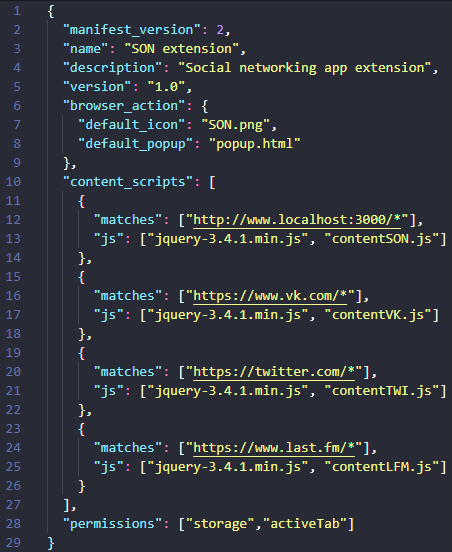 1 {
2   "manifest_version": 2,
3   "name": "SON extension",
4   "description": "Social networking app extension",
5   "version": "1.0",
6   "browser_action": {
7     "default_icon": "SON.png",
8     "default_popup": "popup.html"
9   },
10   "content_scripts": [
11     {
12       "matches": ["http://www.localhost:3000/*"],
13       "js": ["jquery-3.4.1.min.js", "contentSON.js"]
14     },
15     {
16       "matches": ["https://www.vk.com/*"],
17       "js": ["jquery-3.4.1.min.js", "contentVK.js"]
18     },
19     {
20       "matches": ["https://twitter.com/*"],
21       "js": ["jquery-3.4.1.min.js", "contentTWI.js"]
22     },
23     {
24       "matches": ["https://www.last.fm/*"],
25       "js": ["jquery-3.4.1.min.js", "contentLFM.js"]
26     }
27   ],
28   "permissions": ["storage","activeTab"]
29 }